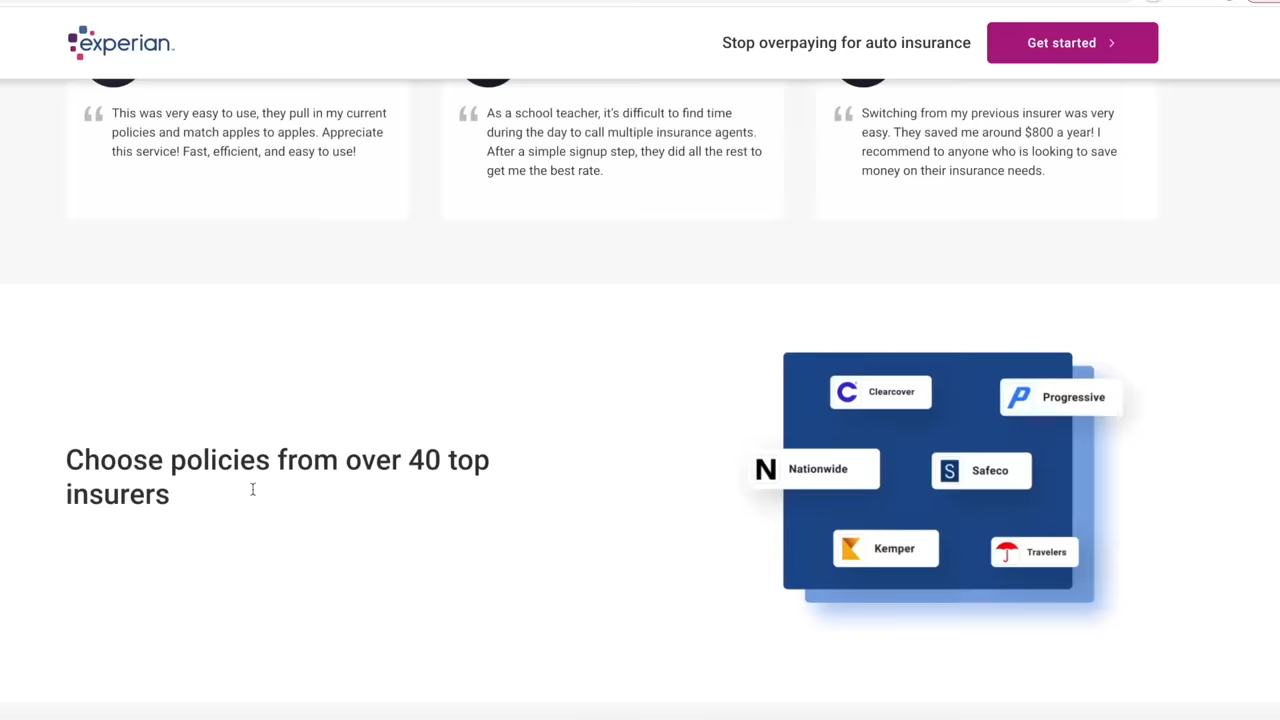 experian™
Stop overpaying for auto insurance
Get started
This was very easy to use, they pull in my current
policies and match apples to apples. Appreciate
this service! Fast, efficient, and easy to use!
As a school teacher, it's difficult to find time
during the day to call multiple insurance agents.
After a simple signup step, they did all the rest to
get me the best rate.
Switching from my previous insurer was very
easy. They saved me around $800 a year! I
recommend to anyone who is looking to save
money on their insurance needs.
Choose policies from over 40 top
insurers
Clearcover
Progressive
N Nationwide
S Safeco
Kemper
Travelers